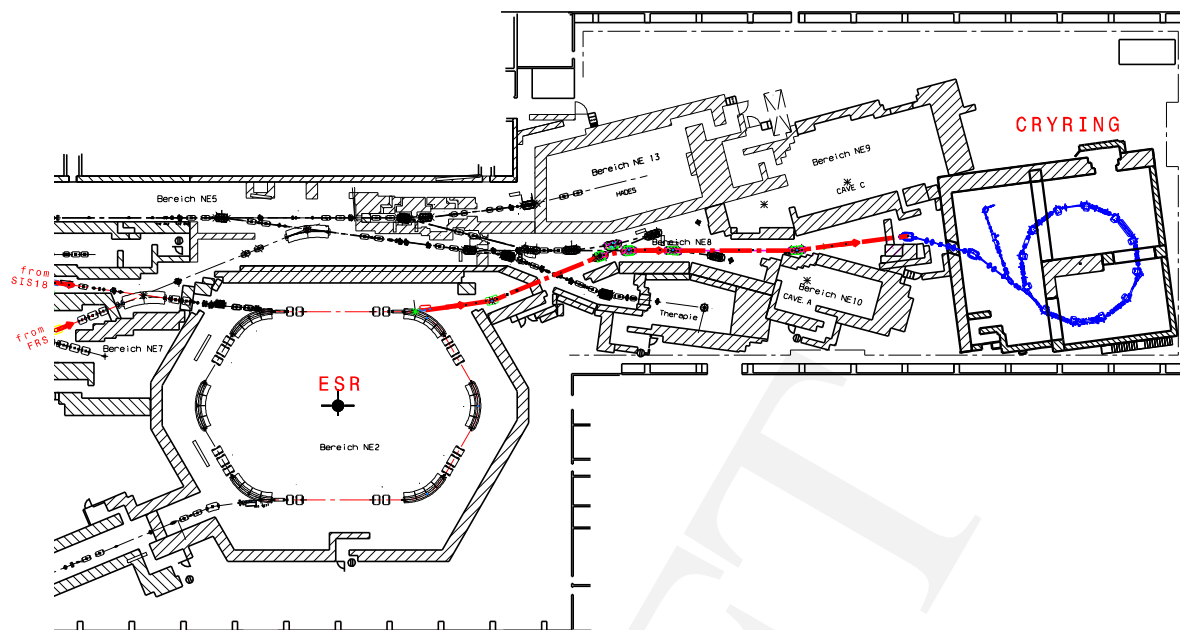 CRYRING
Bereich NE 13
HADES
Bereich NE9
CAVE C
Bereich NE5
Bereich NE8
from
SIS18
Bereich NE10
CAVE A
Therapie
from
FRS
Bereich NE7
ESR
Bereich NE2